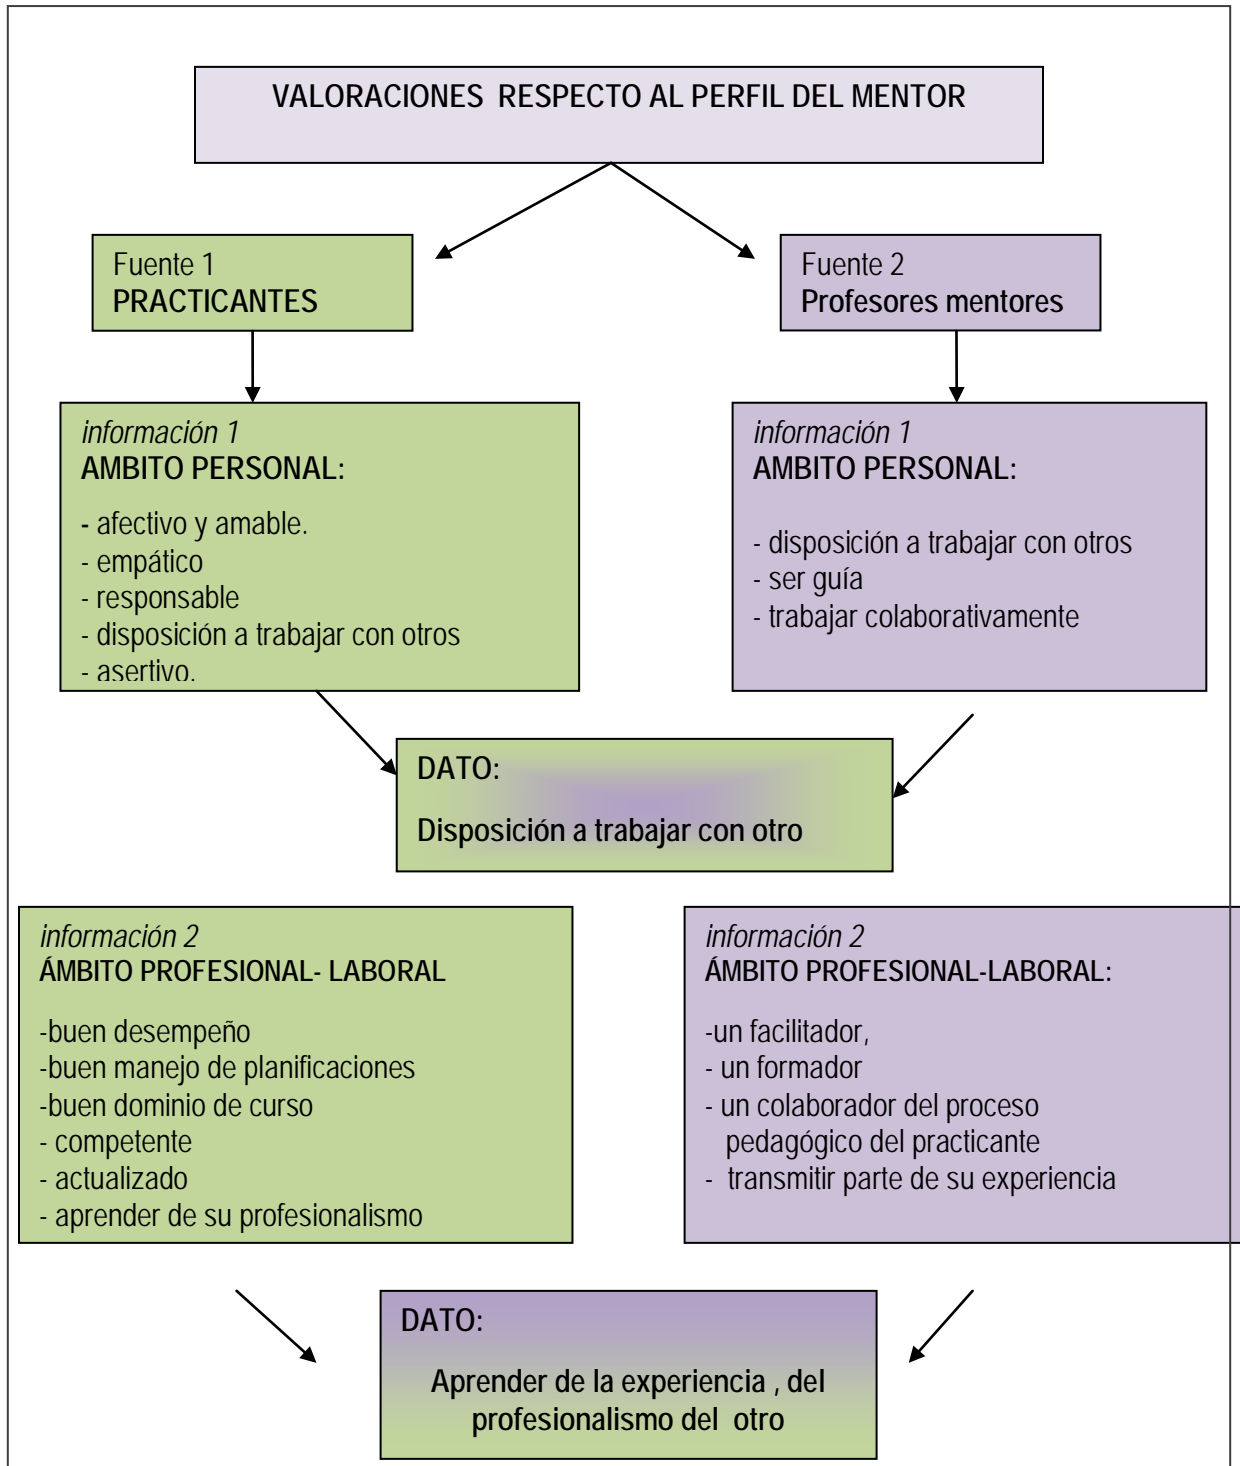 VALORACIONES RESPECTO AL PERFIL DEL MENTOR
Fuente 1
PRACTICANTES
Fuente 2
Profesores mentores
información 1
AMBITO PERSONAL:
- afectivo y amable.
- empático
- responsable
- disposición a trabajar con otros
- asertivo.
información 1
AMBITO PERSONAL:
- disposición a trabajar con otros
- ser guía
- trabajar colaborativamente
DATO:
Disposición a trabajar con otro
información 2
ÁMBITO PROFESIONAL- LABORAL
-buen desempeño
-buen manejo de planificaciones
-buen dominio de curso
- competente
- actualizado
- aprender de su profesionalismo
información 2
ÁMBITO PROFESIONAL-LABORAL:
-un facilitador,
- un formador
- un colaborador del proceso
pedagógico del practicante
- transmitir parte de su experiencia
DATO:
Aprender de la experiencia , del
profesionalismo del otro